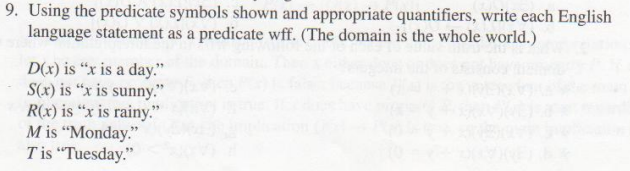 9. Using the predicate symbols shown and appropriate quantifiers, write each English
language statement as a predicate wff. (The domain is the whole world.)
D(x) is “x is a day.”
S(x) is “x is sunny.”
R(x) is “x is rainy.”
M is “Monday.”
T is “Tuesday.”